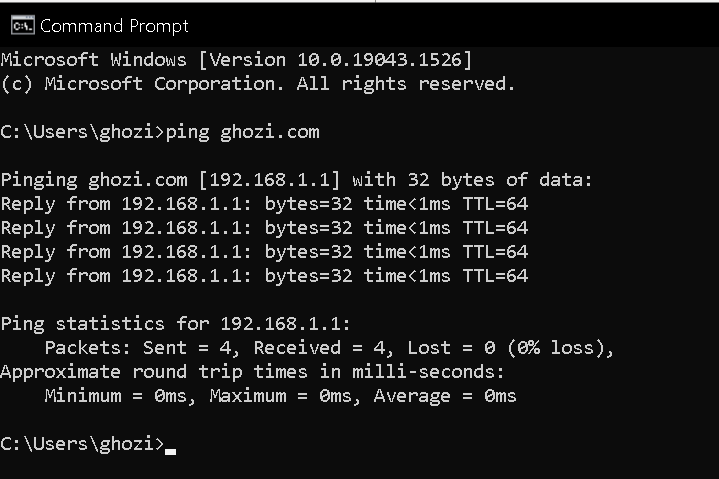 Command Prompt
Microsoft Windows [Version 10.0.19043.1526]
(c) Microsoft Corporation. All rights reserved.
C:\Users\ghozi>ping ghozi.com
Pinging ghozi.com [192.168.1.1] with 32 bytes of data:
Reply from 192.168.1.1: bytes=32 time<1ms TTL=64
Reply from 192.168.1.1: bytes=32 time<1ms TTL=64
Reply from 192.168.1.1: bytes=32 time<1ms TTL=64
Reply from 192.168.1.1: bytes=32 time<1ms TTL=64
Ping statistics for 192.168.1.1:
    Packets: Sent = 4, Received = 4, Lost = 0 (0% loss),
Approximate round trip times in milli-seconds:
    Minimum = 0ms, Maximum = 0ms, Average = 0ms
C:\Users\ghozi>